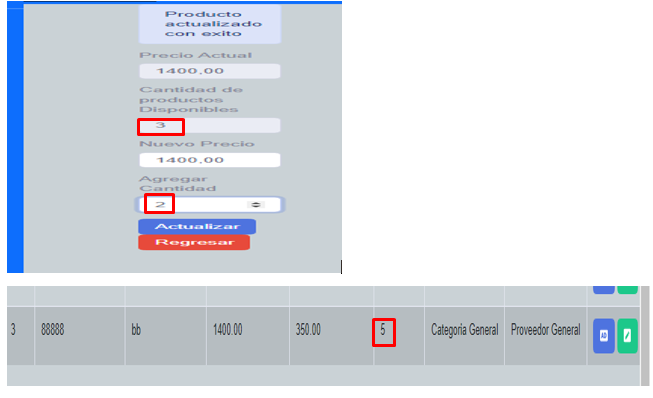 Producto
actualizado
con exito
Precio Actual
1400,00
Cantidad de
productos
Disponibles
3
Nuevo Precio
1400,00
Agregar
Cantidad
2
Actualizar
Regresar
3 88888 bb 1400.00 350.00 5 Categoria General Proveedor General